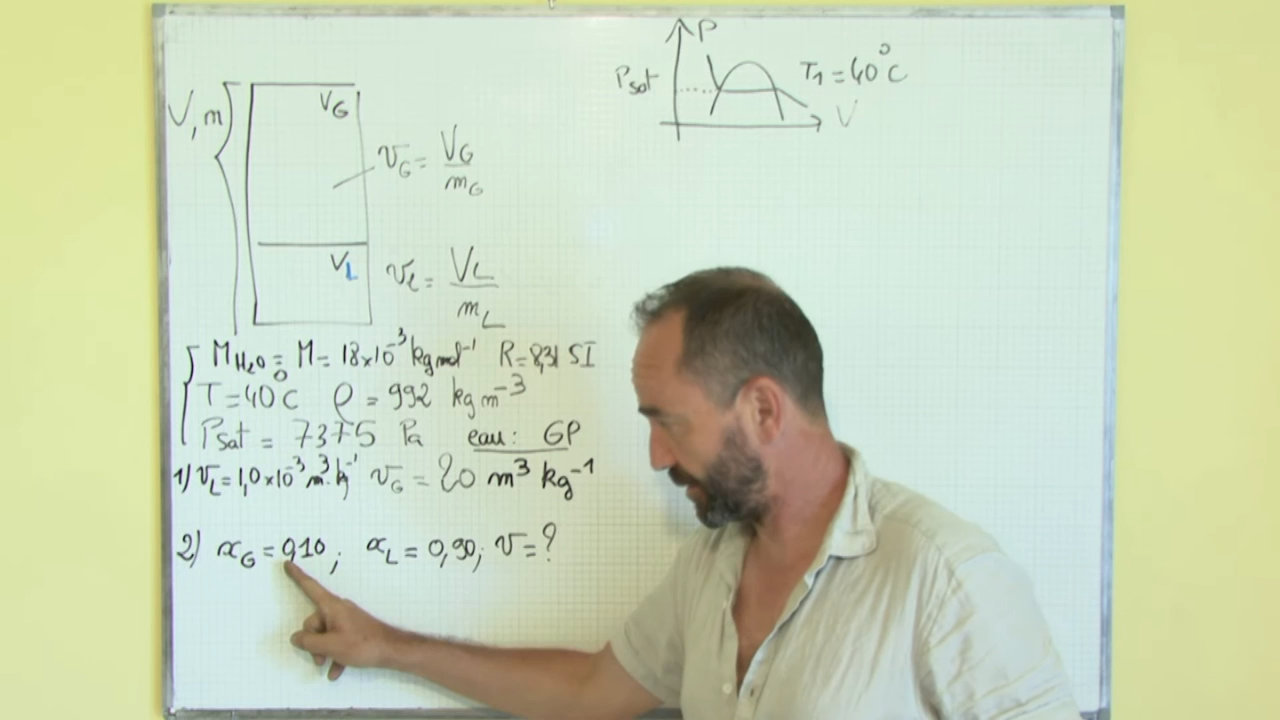 P
Psat
T1 = 40°C
V
V, m
VG
vG = VG / mG
VL
vL = VL / mL
MH2O = M = 18×10⁻³ kg mol⁻¹ R = 8,31 SI
T = 40°C ρ = 992 kg m⁻³
Psat = 7375 Pa eau : GP
1) vL = 1,0×10⁻³ m³.kg⁻¹ vG = 20 m³ kg⁻¹
2) xG = 0,10 ; xL = 0,90 ; v = ?